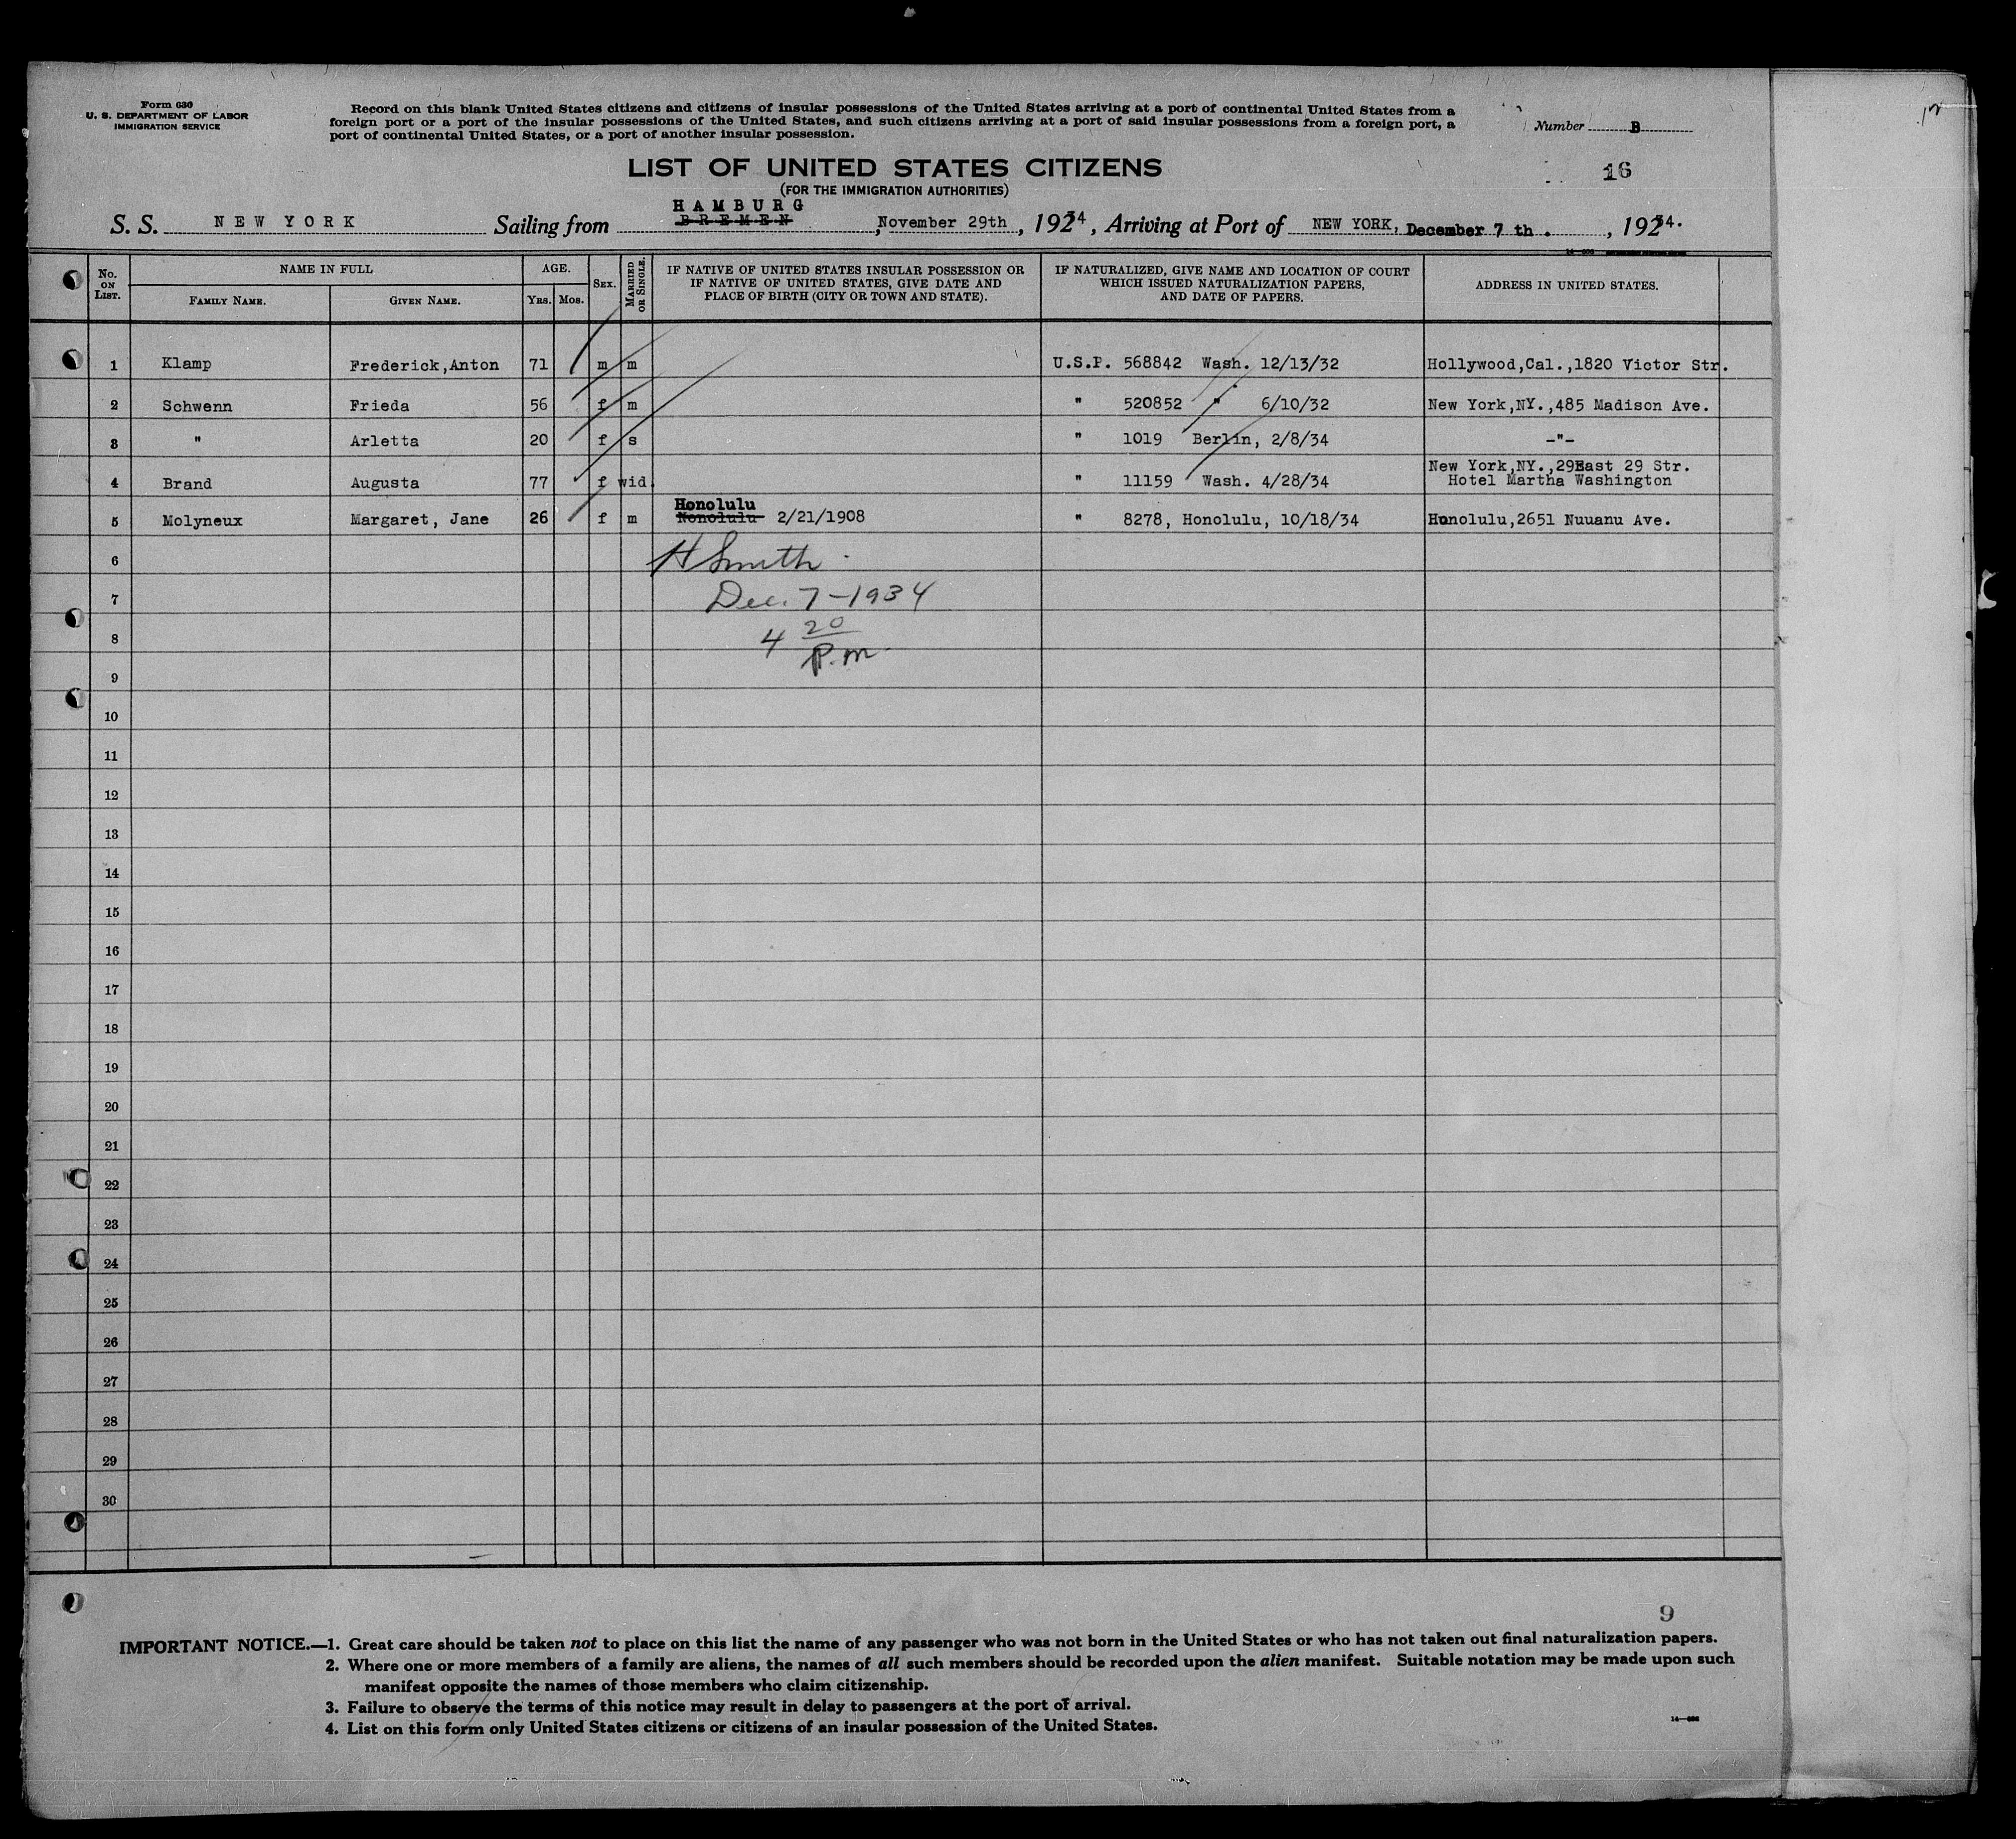 Form 630
U. S. DEPARTMENT OF LABOR
IMMIGRATION SERVICE
Record on this blank United States citizens and citizens of insular possessions of the United States arriving at a port of continental United States from a
foreign port or a port of the insular possessions of the United States, and such citizens arriving at a port of said insular possessions from a foreign port, a
port of continental United States, or a port of another insular possession.
Number B
16
LIST OF UNITED STATES CITIZENS
(FOR THE IMMIGRATION AUTHORITIES)
HAMBURG
S. S. NEW YORK Sailing from BREMEN, November 29th, 1934, Arriving at Port of NEW YORK, December 7 th., 1934.
No. ON LIST. NAME IN FULL FAMILY NAME. GIVEN NAME. AGE. YRS. MOS. SEX. MARRIED OR SINGLE. IF NATIVE OF UNITED STATES INSULAR POSSESSION OR IF NATIVE OF UNITED STATES, GIVE DATE AND PLACE OF BIRTH (CITY OR TOWN AND STATE). IF NATURALIZED, GIVE NAME AND LOCATION OF COURT WHICH ISSUED NATURALIZATION PAPERS, AND DATE OF PAPERS. ADDRESS IN UNITED STATES.
1 Klamp Frederick,Anton 71 m m U.S.P. 568842 Wash. 12/13/32 Hollywood,Cal.,1820 Victor Str.
2 Schwenn Frieda 56 f m " 520852 " 6/10/32 New York,NY.,485 Madison Ave.
3 " Arletta 20 f s " 1019 Berlin, 2/8/34 -"-
New York,NY.,29East 29 Str.
4 Brand Augusta 77 f wid. " 11159 Wash. 4/28/34 Hotel Martha Washington
Honolulu
5 Molyneux Margaret, Jane 26 f m Nonolulu 2/21/1908 " 8278, Honolulu, 10/18/34 Honolulu,2651 Nuuanu Ave.
6 H Smith
7 Dec. 7-1934
8 4 20
P.m.
9
10
11
12
13
14
15
16
17
18
19
20
21
22
23
24
25
26
27
28
29
30
9
IMPORTANT NOTICE.—1. Great care should be taken not to place on this list the name of any passenger who was not born in the United States or who has not taken out final naturalization papers.
2. Where one or more members of a family are aliens, the names of all such members should be recorded upon the alien manifest. Suitable notation may be made upon such
manifest opposite the names of those members who claim citizenship.
3. Failure to observe the terms of this notice may result in delay to passengers at the port of arrival.
4. List on this form only United States citizens or citizens of an insular possession of the United States.